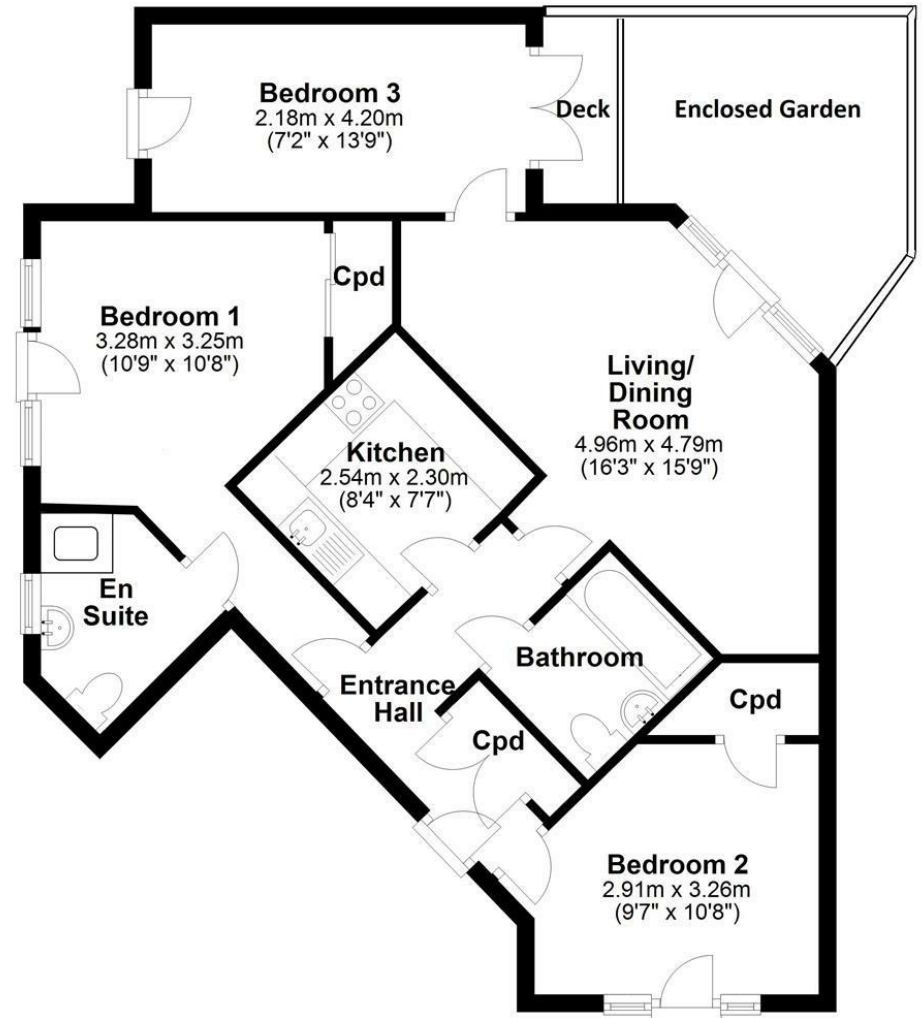 Bedroom 3
2.18m x 4.20m
(7'2" x 13'9")
Deck
Enclosed Garden
Bedroom 1
3.28m x 3.25m
(10'9" x 10'8")
Cpd
Living/
Dining
Room
4.96m x 4.79m
(16'3" x 15'9")
Kitchen
2.54m x 2.30m
(8'4" x 7'7")
En
Suite
Entrance
Hall
Bathroom
Cpd
Cpd
Bedroom 2
2.91m x 3.26m
(9'7" x 10'8")